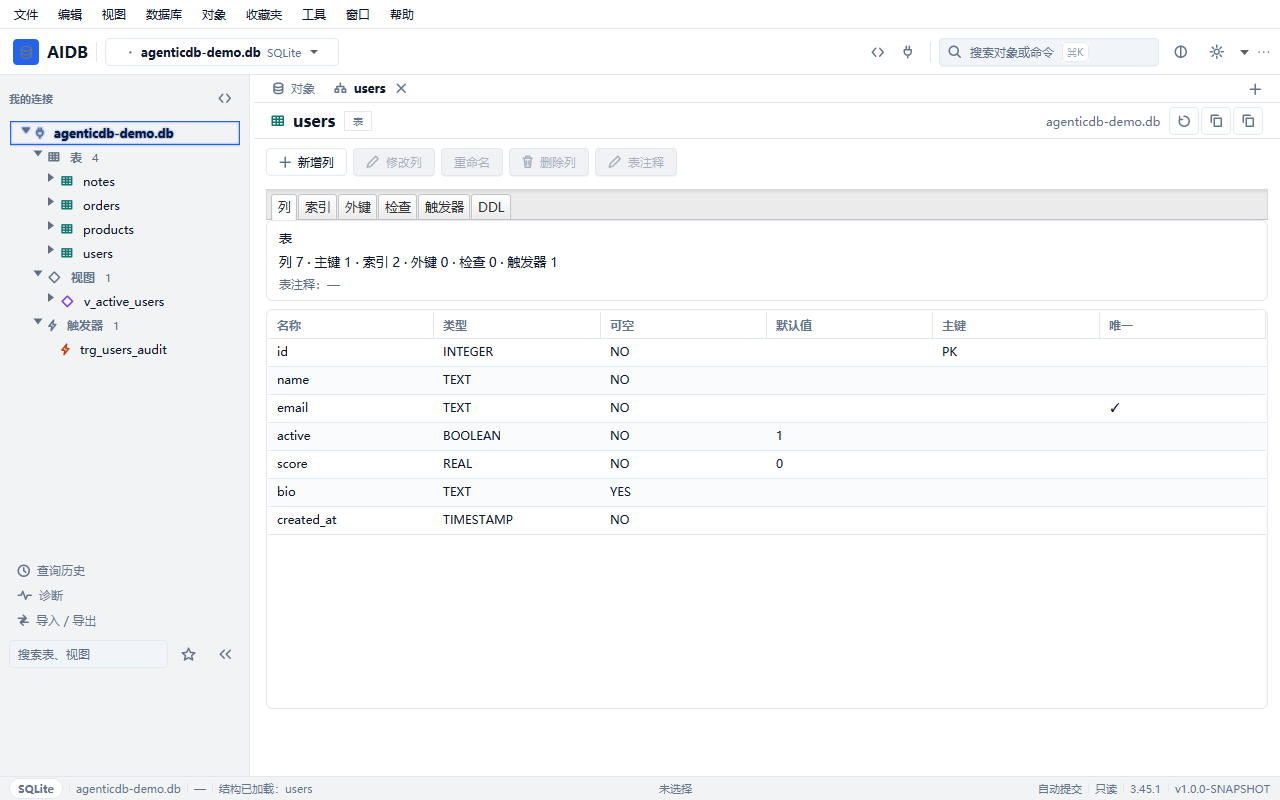 文件 编辑 视图 数据库 对象 收藏夹 工具 窗口 帮助
AIDB · agenticdb-demo.db SQLite 搜索对象或命令 ⌘K ···
我的连接
agenticdb-demo.db
表 4
notes
orders
products
users
视图 1
v_active_users
触发器 1
trg_users_audit
查询历史
诊断
导入 / 导出
搜索表、视图
对象 users
users 表 agenticdb-demo.db
新增列 修改列 重命名 删除列 表注释
列 索引 外键 检查 触发器 DDL
表
列 7 · 主键 1 · 索引 2 · 外键 0 · 检查 0 · 触发器 1
表注释：—
名称 类型 可空 默认值 主键 唯一
id INTEGER NO PK
name TEXT NO
email TEXT NO ✓
active BOOLEAN NO 1
score REAL NO 0
bio TEXT YES
created_at TIMESTAMP NO
SQLite agenticdb-demo.db — 结构已加载：users 未选择 自动提交 只读 3.45.1 v1.0.0-SNAPSHOT